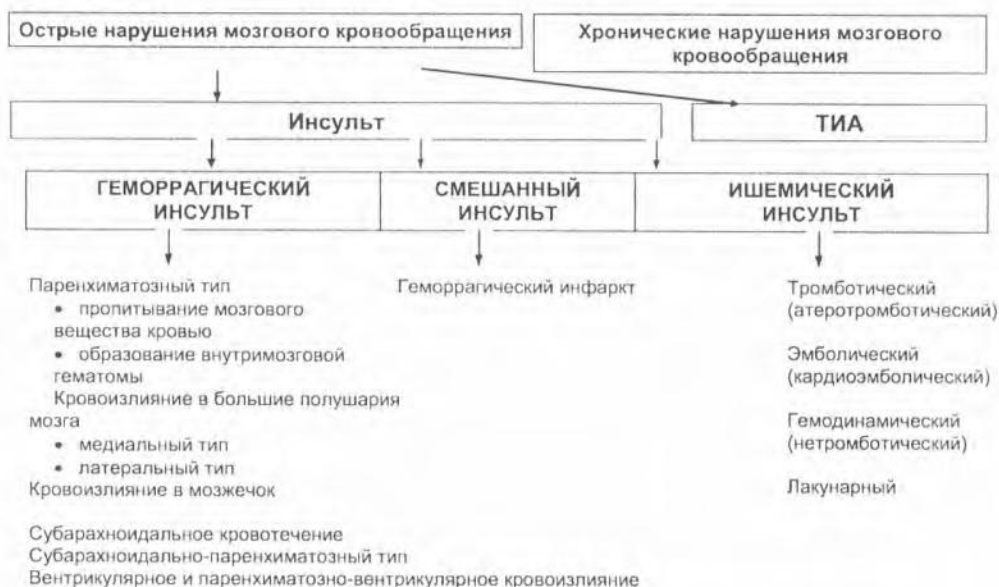 Острые нарушения мозгового кровообращения
Хронические нарушения мозгового
кровообращения
Инсульт
ТИА
ГЕМОРРАГИЧЕСКИЙ
ИНСУЛЬТ
СМЕШАННЫЙ
ИНСУЛЬТ
ИШЕМИЧЕСКИЙ
ИНСУЛЬТ
Паренхиматозный тип
• пропитывание мозгового
вещества кровью
• образование внутримозговой
гематомы
Кровоизлияние в большие полушария
мозга
• медиальный тип
• латеральный тип
Кровоизлияние в мозжечок
Субарахноидальное кровотечение
Субарахноидально-паренхиматозный тип
Вентрикулярное и паренхиматозно-вентрикулярное кровоизлияние
Геморрагический инфаркт
Тромботический
(атеротромботический)
Эмболический
(кардиоэмболический)
Гемодинамический
(нетромботический)
Лакунарный